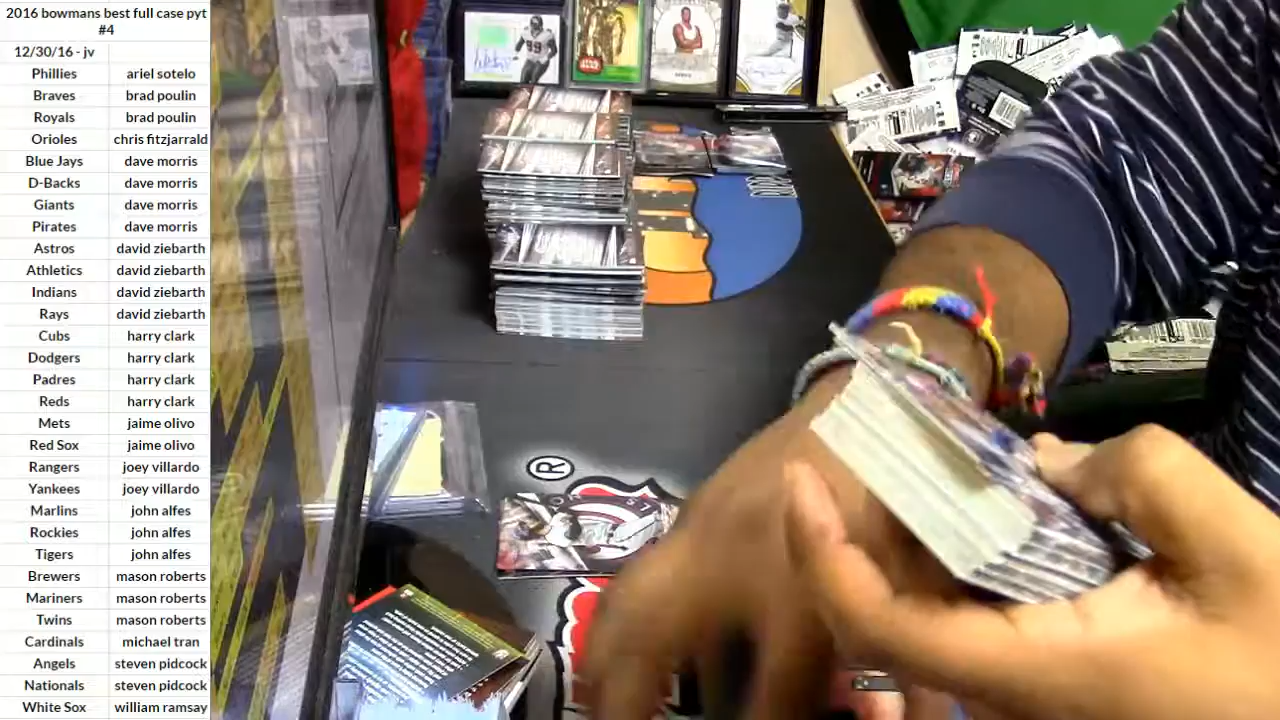 2016 bowmans best full case pyt
#4
12/30/16 - jv
Phillies ariel sotelo
Braves brad poulin
Royals brad poulin
Orioles chris fitzjarrald
Blue Jays dave morris
D-Backs dave morris
Giants dave morris
Pirates dave morris
Astros david ziebarth
Athletics david ziebarth
Indians david ziebarth
Rays david ziebarth
Cubs harry clark
Dodgers harry clark
Padres harry clark
Reds harry clark
Mets jaime olivo
Red Sox jaime olivo
Rangers joey villardo
Yankees joey villardo
Marlins john alfes
Rockies john alfes
Tigers john alfes
Brewers mason roberts
Mariners mason roberts
Twins mason roberts
Cardinals michael tran
Angels steven pidcock
Nationals steven pidcock
White Sox william ramsay
99
®